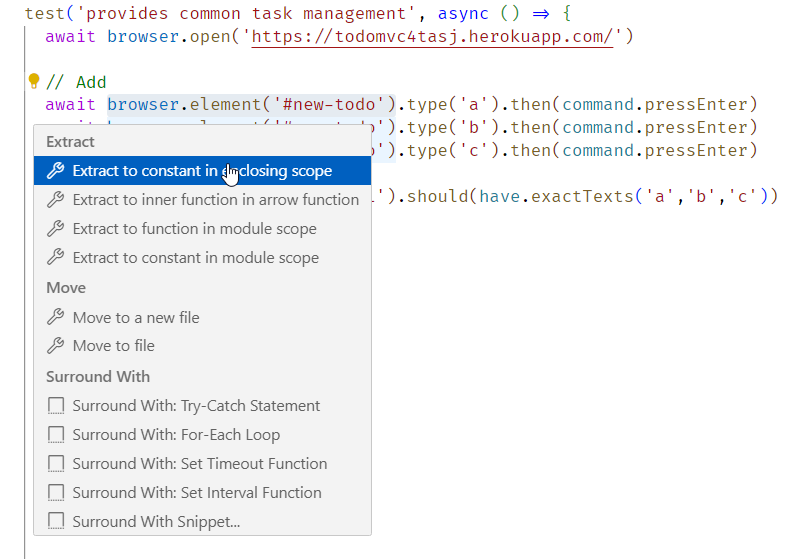 test('provides common task management', async () => {
await browser.open('https://todomvc4tasj.herokuapp.com/')
// Add
await browser.element('#new-todo').type('a').then(command.pressEnter)
').type('b').then(command.pressEnter)
').type('c').then(command.pressEnter)
').should(have.exactTexts('a','b','c'))
Extract
Extract to constant in enclosing scope
Extract to inner function in arrow function
Extract to function in module scope
Extract to constant in module scope
Move
Move to a new file
Move to file
Surround With
Surround With: Try-Catch Statement
Surround With: For-Each Loop
Surround With: Set Timeout Function
Surround With: Set Interval Function
Surround With Snippet...